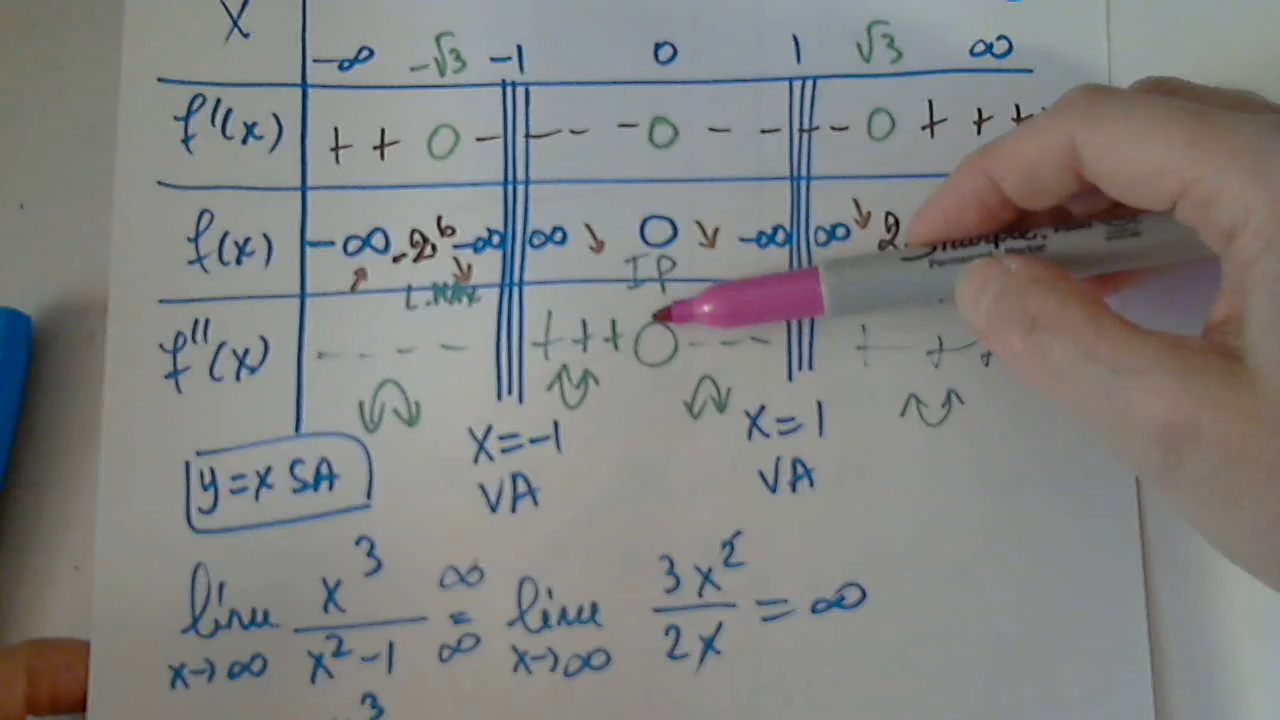 x -∞ -√3 -1 0 1 √3 ∞
f'(x) + + 0 - - - - - 0 - - - - 0 + + +
f(x) -∞ ↗ -2,6 ↘ -∞ ∞ ↘ 0 ↘ -∞ ∞ ↘ 2
L.MAX IP
f''(x) - - - - + + + 0 - - - + + +
y=x SA
x=-1 x=1
VA VA
lim x→∞ x³/(x²-1) ∞/∞ = lim x→∞ 3x²/2x = ∞
3